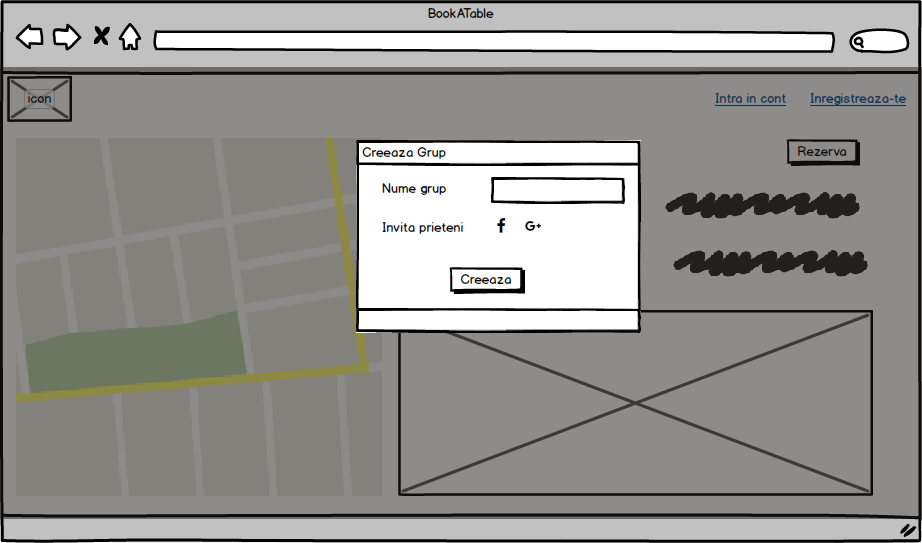 BookATable
icon
Intra in cont
Inregistreaza-te
Creeaza Grup
Rezerva
Nume grup
Invita prieteni
G+
Creeaza